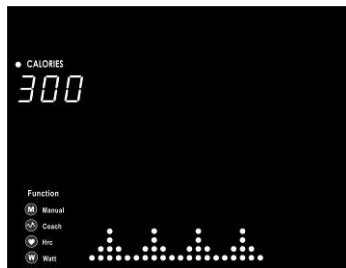 CALORIES
300
Function
M Manual
Coach
Hrc
W Watt